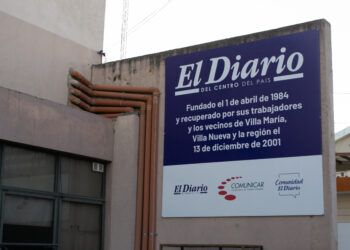 El Diario
DEL CENTRO DEL PAÍS
Fundado el 1 de abril de 1984
y recuperado por sus trabajadores
y los vecinos de Villa María,
Villa Nueva y la región el
13 de diciembre de 2001
El Diario
COMUNICAR
Comunidad
El Diario